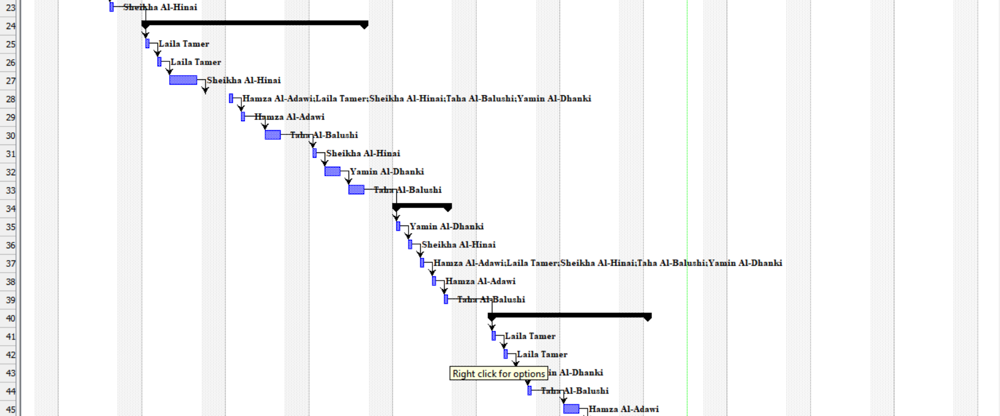 23 Sheikha Al-Hinai
24
25 Laila Tamer
26 Laila Tamer
27 Sheikha Al-Hinai
28 Hamza Al-Adawi;Laila Tamer;Sheikha Al-Hinai;Taha Al-Balushi;Yamin Al-Dhanki
29 Hamza Al-Adawi
30 Taha Al-Balushi
31 Sheikha Al-Hinai
32 Yamin Al-Dhanki
33 Taha Al-Balushi
34
35 Yamin Al-Dhanki
36 Sheikha Al-Hinai
37 Hamza Al-Adawi;Laila Tamer;Sheikha Al-Hinai;Taha Al-Balushi;Yamin Al-Dhanki
38 Hamza Al-Adawi
39 Taha Al-Balushi
40
41 Laila Tamer
42 Laila Tamer
43 Right click for options in Al-Dhanki
44 Taha Al-Balushi
45 Hamza Al-Adawi